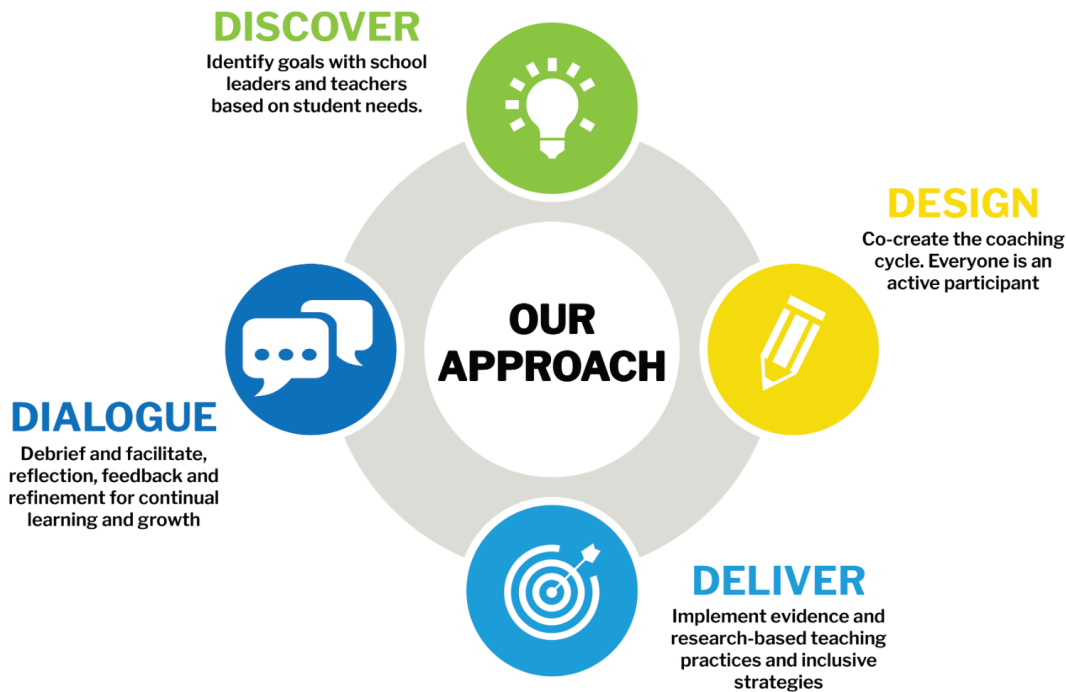 DISCOVER
Identify goals with school
leaders and teachers
based on student needs.
DESIGN
Co-create the coaching
cycle. Everyone is an
active participant
OUR
APPROACH
DIALOGUE
Debrief and facilitate,
reflection, feedback and
refinement for continual
learning and growth
DELIVER
Implement evidence and
research-based teaching
practices and inclusive
strategies